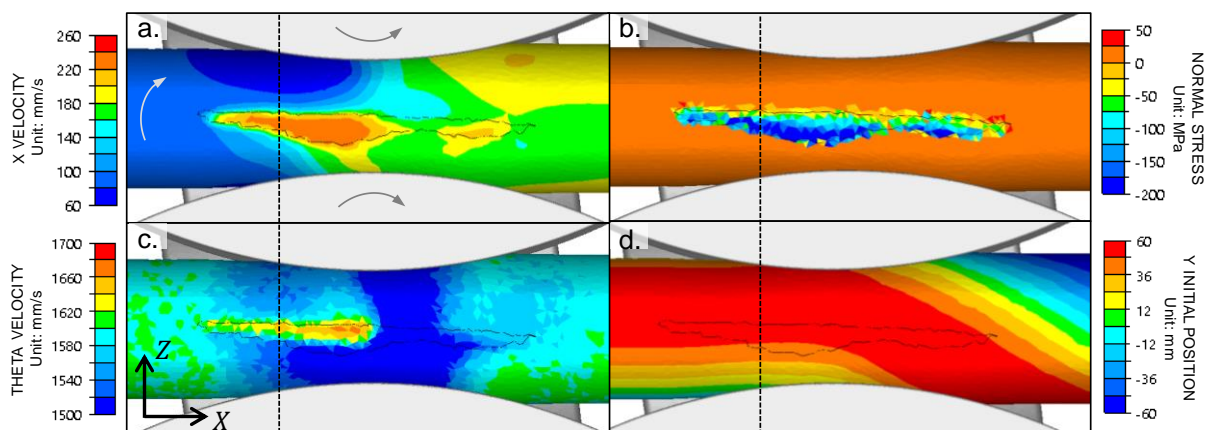 a.
X VELOCITY
Unit: mm/s
260
220
180
140
100
60
b.
50
0
-50
-100
-150
-200
NORMAL STRESS
Unit: MPa
c.
THETA VELOCITY
Unit: mm/s
1700
1660
1620
1580
1540
1500
Z
X
d.
60
36
12
-12
-36
-60
Y INITIAL POSITION
Unit: mm